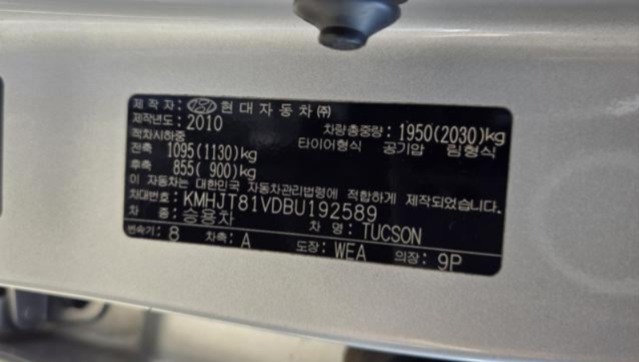 제 작 자: HYUNDAI 현대자동차㈜
제작년도: 2010 차량총중량: 1950(2030)kg
적차시하중 타이어형식 공기압 림형식
전축 1095(1130)kg
후축 855( 900)kg
이 자동차는 대한민국 자동차관리법령에 적합하게 제작되었습니다.
차대번호: KMHJT81VDBU192589
차 종: 승용차 차 명: TUCSON
변속기: 8 차축: A 도장: WEA 의장: 9P